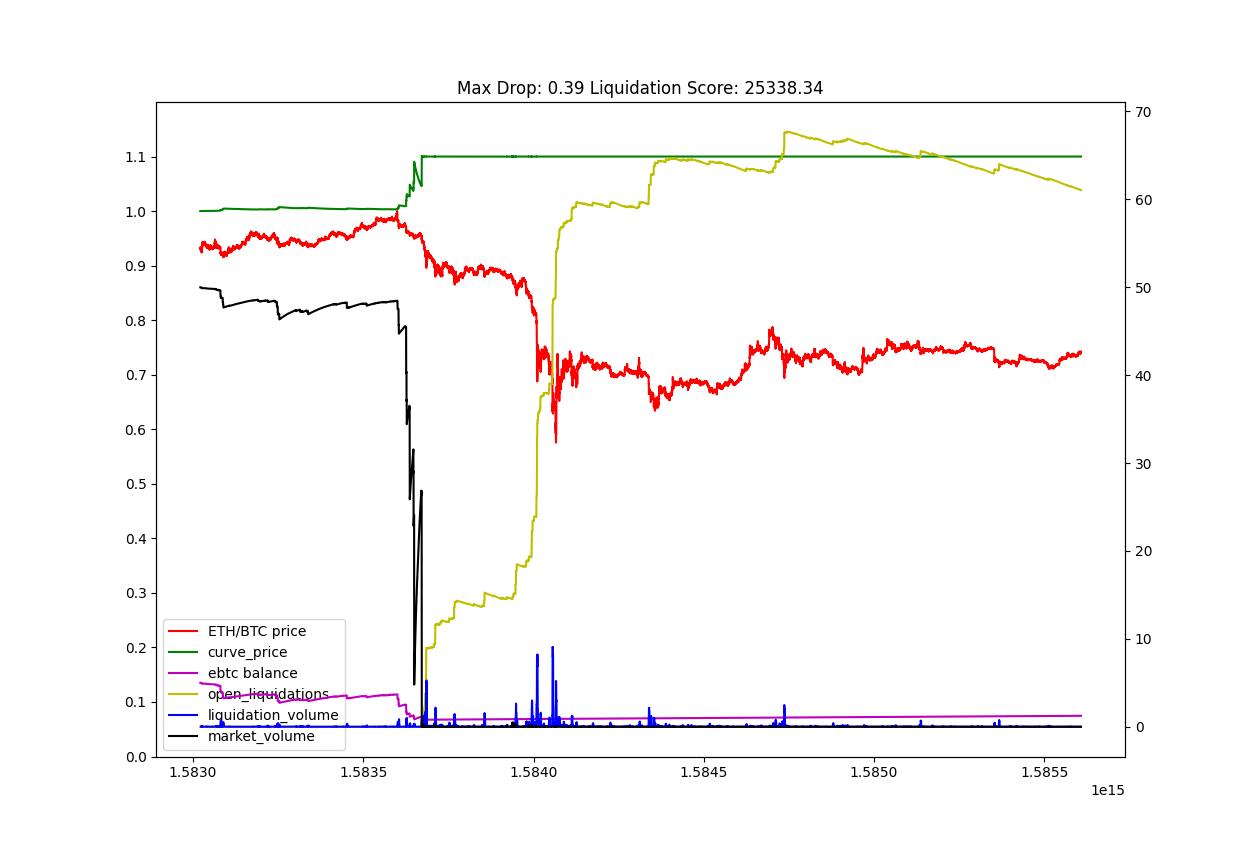 Max Drop: 0.39 Liquidation Score: 25338.34
1.1
1.0
0.9
0.8
0.7
0.6
0.5
0.4
0.3
0.2
0.1
0.0
70
60
50
40
30
20
10
0
ETH/BTC price
curve_price
ebtc balance
open_liquidations
liquidation_volume
market_volume
1.5830 1.5835 1.5840 1.5845 1.5850 1.5855
1e15